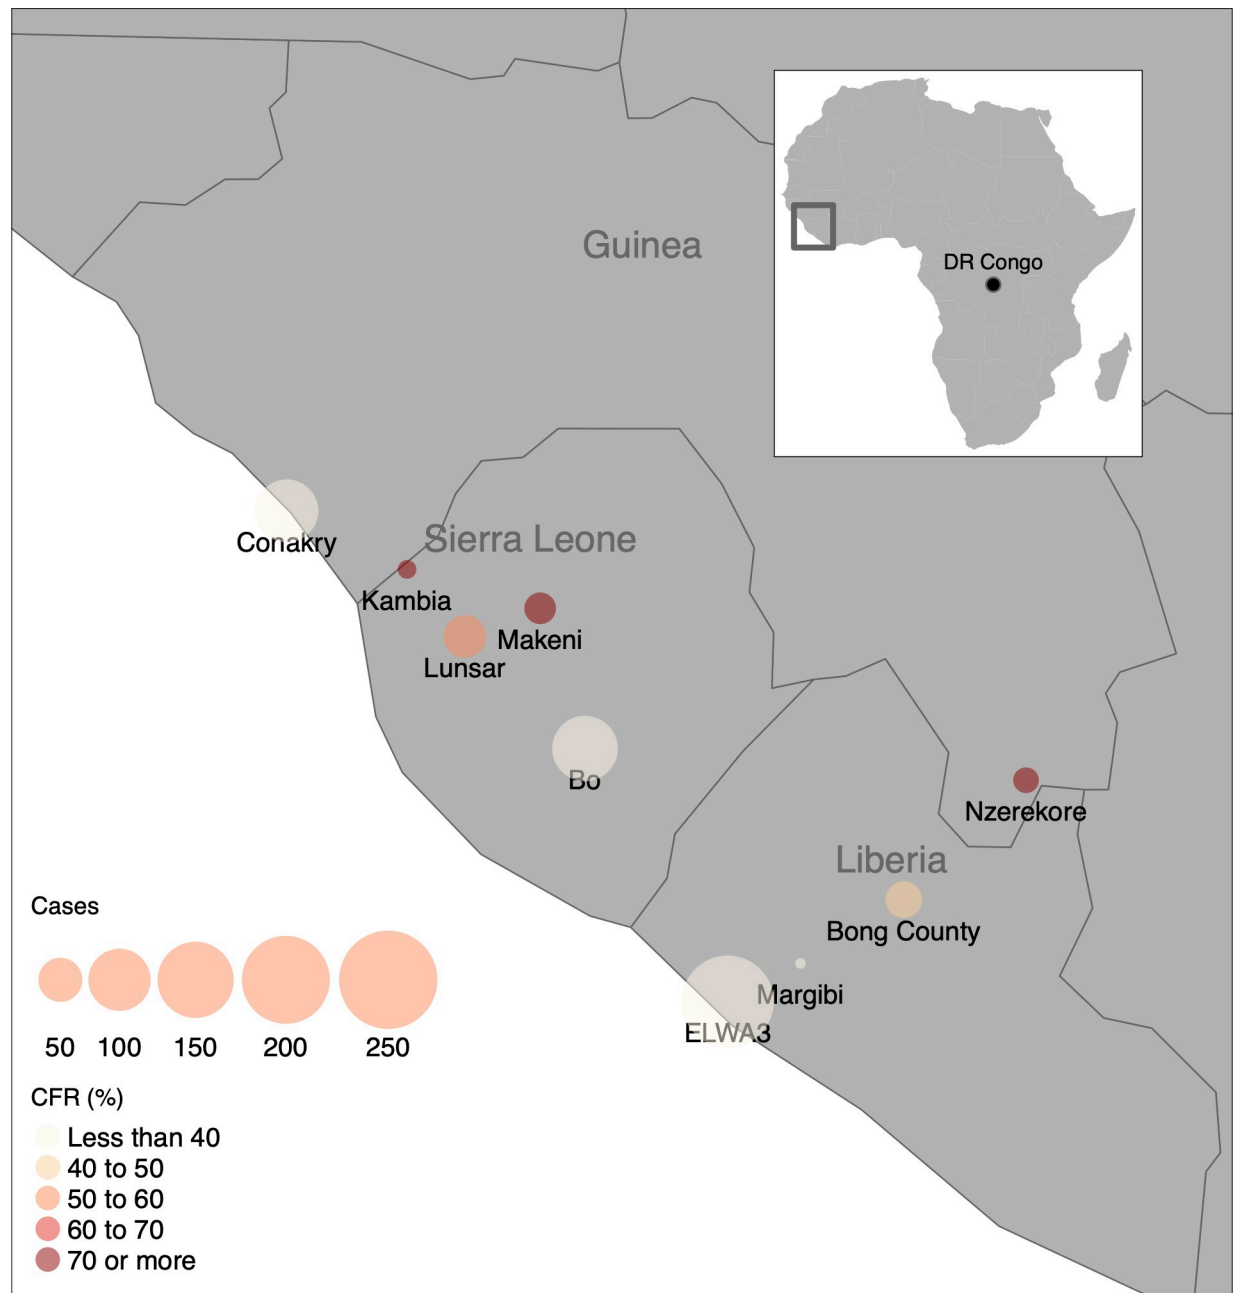 Guinea
DR Congo
Conakry
Sierra Leone
Kambia
Makeni
Lunsar
Bo
Nzerekore
Liberia
Bong County
Margibi
ELWA3
Cases
50 100 150 200 250
CFR (%)
Less than 40
40 to 50
50 to 60
60 to 70
70 or more